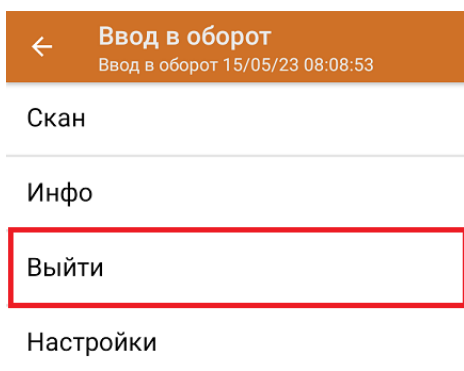 Ввод в оборот
Ввод в оборот 15/05/23 08:08:53
Скан
Инфо
Выйти
Настройки